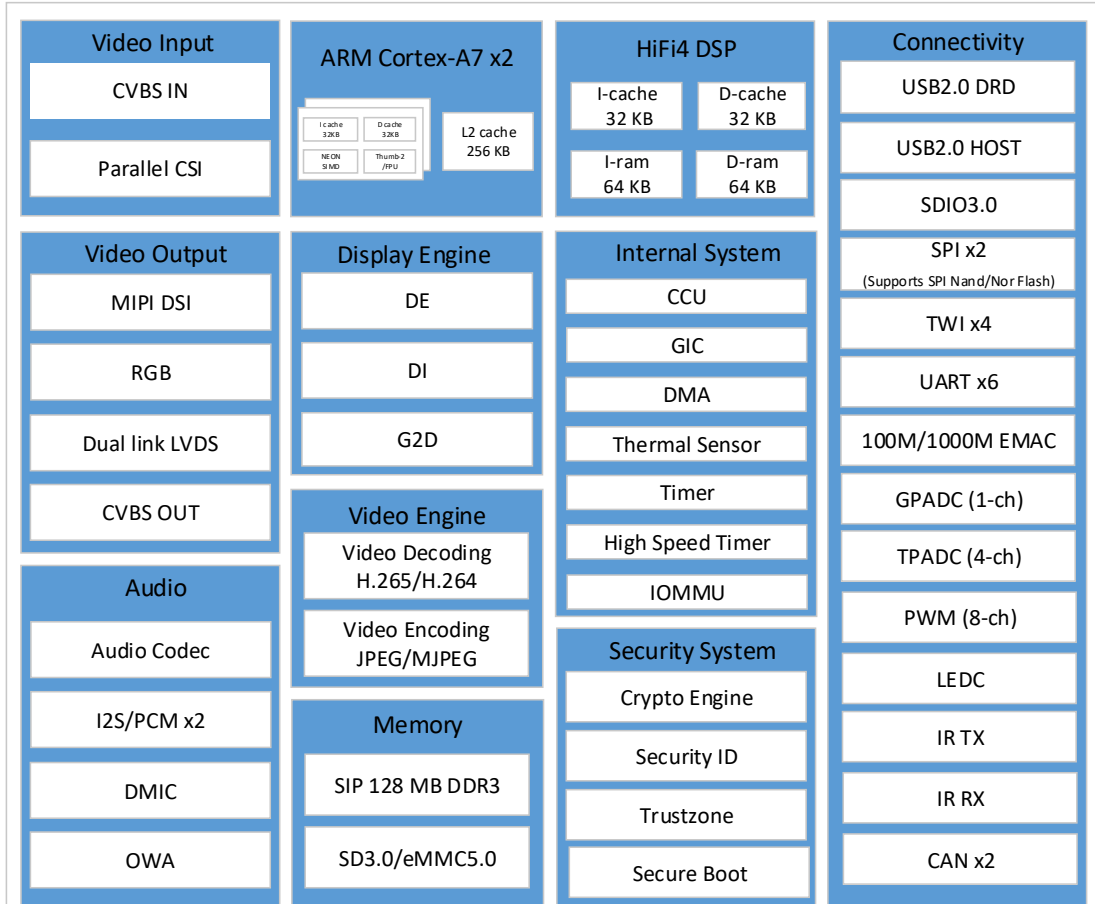 Video Input
CVBS IN
Parallel CSI
ARM Cortex-A7 x2
I cache
32KB
D cache
32KB
NEON
SIMD
Thumb-2
/FPU
L2 cache
256 KB
HiFi4 DSP
I-cache
32 KB
D-cache
32 KB
I-ram
64 KB
D-ram
64 KB
Connectivity
USB2.0 DRD
USB2.0 HOST
SDIO3.0
SPI x2
(Supports SPI Nand/Nor Flash)
TWI x4
UART x6
100M/1000M EMAC
GPADC (1-ch)
TPADC (4-ch)
PWM (8-ch)
LEDC
IR TX
IR RX
CAN x2
Video Output
MIPI DSI
RGB
Dual link LVDS
CVBS OUT
Display Engine
DE
DI
G2D
Internal System
CCU
GIC
DMA
Thermal Sensor
Timer
High Speed Timer
IOMMU
Video Engine
Video Decoding
H.265/H.264
Video Encoding
JPEG/MJPEG
Audio
Audio Codec
I2S/PCM x2
DMIC
OWA
Memory
SIP 128 MB DDR3
SD3.0/eMMC5.0
Security System
Crypto Engine
Security ID
Trustzone
Secure Boot